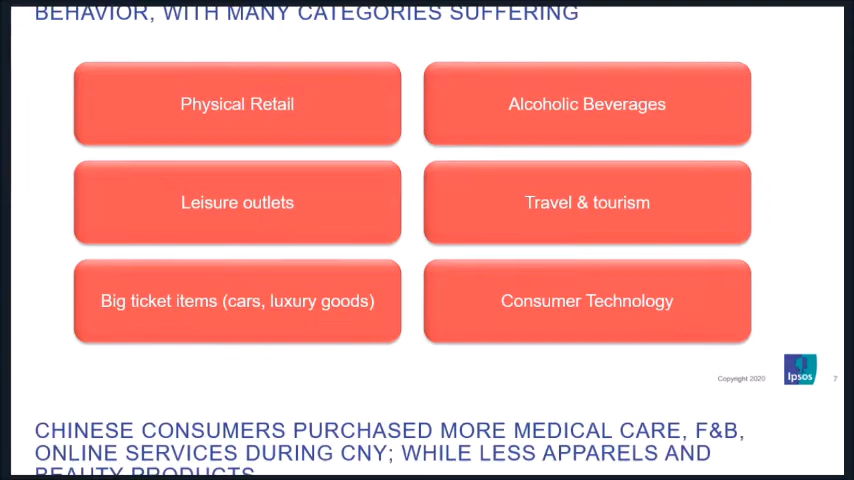 BEHAVIOR, WITH MANY CATEGORIES SUFFERING
Physical Retail
Alcoholic Beverages
Leisure outlets
Travel & tourism
Big ticket items (cars, luxury goods)
Consumer Technology
Copyright 2020
Ipsos
7
CHINESE CONSUMERS PURCHASED MORE MEDICAL CARE, F&B,
ONLINE SERVICES DURING CNY; WHILE LESS APPARELS AND
BEAUTY PRODUCTS